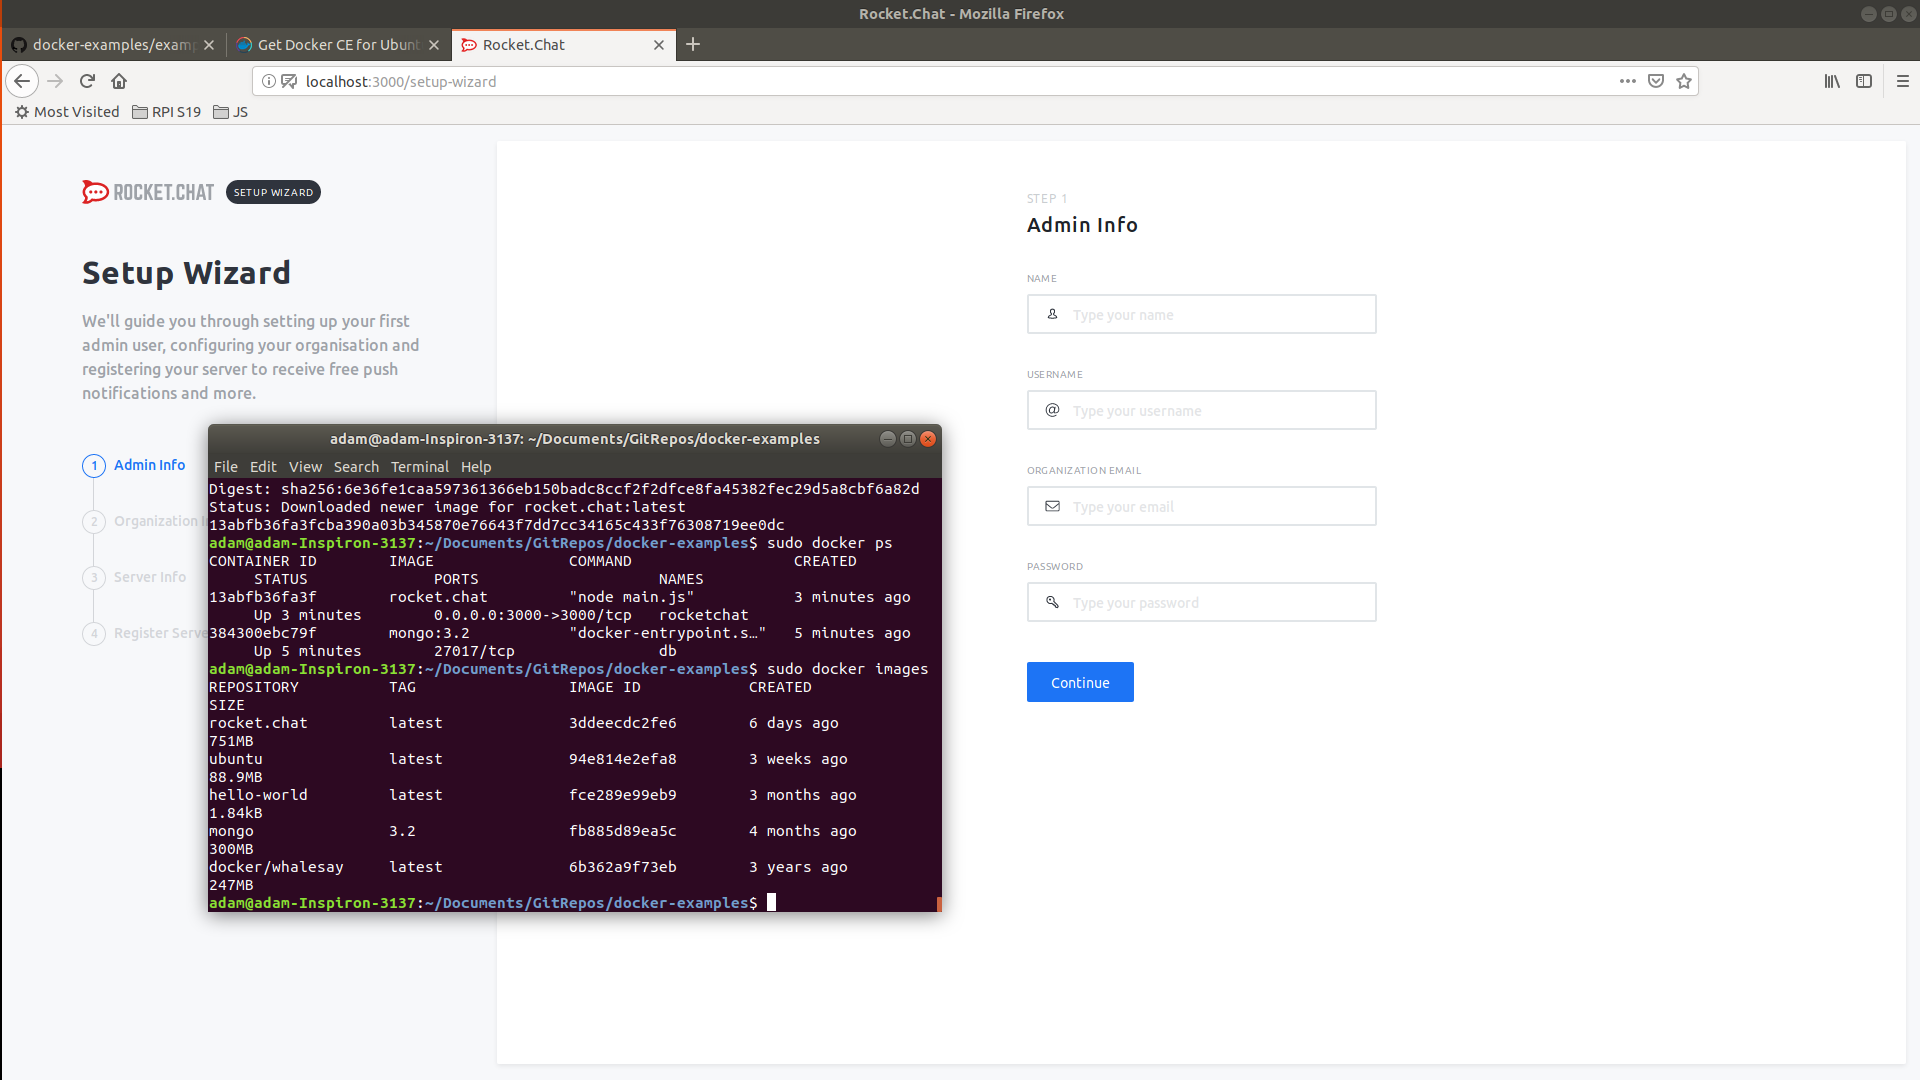 Rocket.Chat - Mozilla Firefox
docker-examples/exam
Get Docker CE for Ubunt
Rocket.Chat
localhost:3000/setup-wizard
Most Visited
RPI S19
JS
ROCKET.CHAT
SETUP WIZARD
Setup Wizard
We'll guide you through setting up your first
admin user, configuring your organisation and
registering your server to receive free push
notifications and more.
1 Admin Info
2 Organization I
3 Server Info
4 Register Serve
STEP 1
Admin Info
NAME
Type your name
USERNAME
Type your username
ORGANIZATION EMAIL
Type your email
PASSWORD
Type your password
Continue
adam@adam-Inspiron-3137: ~/Documents/GitRepos/docker-examples
File Edit View Search Terminal Help
Digest: sha256:6e36fe1caa597361366eb150badc8ccf2f2dfce8fa45382fec29d5a8cbf6a82d
Status: Downloaded newer image for rocket.chat:latest
13abfb36fa3fcba390a03b345870e76643f7dd7cc34165c433f76308719ee0dc
adam@adam-Inspiron-3137:~/Documents/GitRepos/docker-examples$ sudo docker ps
CONTAINER ID IMAGE COMMAND CREATED
STATUS PORTS NAMES
13abfb36fa3f rocket.chat "node main.js" 3 minutes ago
Up 3 minutes 0.0.0.0:3000->3000/tcp rocketchat
384300ebc79f mongo:3.2 "docker-entrypoint.s…" 5 minutes ago
Up 5 minutes 27017/tcp db
adam@adam-Inspiron-3137:~/Documents/GitRepos/docker-examples$ sudo docker images
REPOSITORY TAG IMAGE ID CREATED
SIZE
rocket.chat latest 3ddeecdc2fe6 6 days ago
751MB
ubuntu latest 94e814e2efa8 3 weeks ago
88.9MB
hello-world latest fce289e99eb9 3 months ago
1.84kB
mongo 3.2 fb885d89ea5c 4 months ago
300MB
docker/whalesay latest 6b362a9f73eb 3 years ago
247MB
adam@adam-Inspiron-3137:~/Documents/GitRepos/docker-examples$